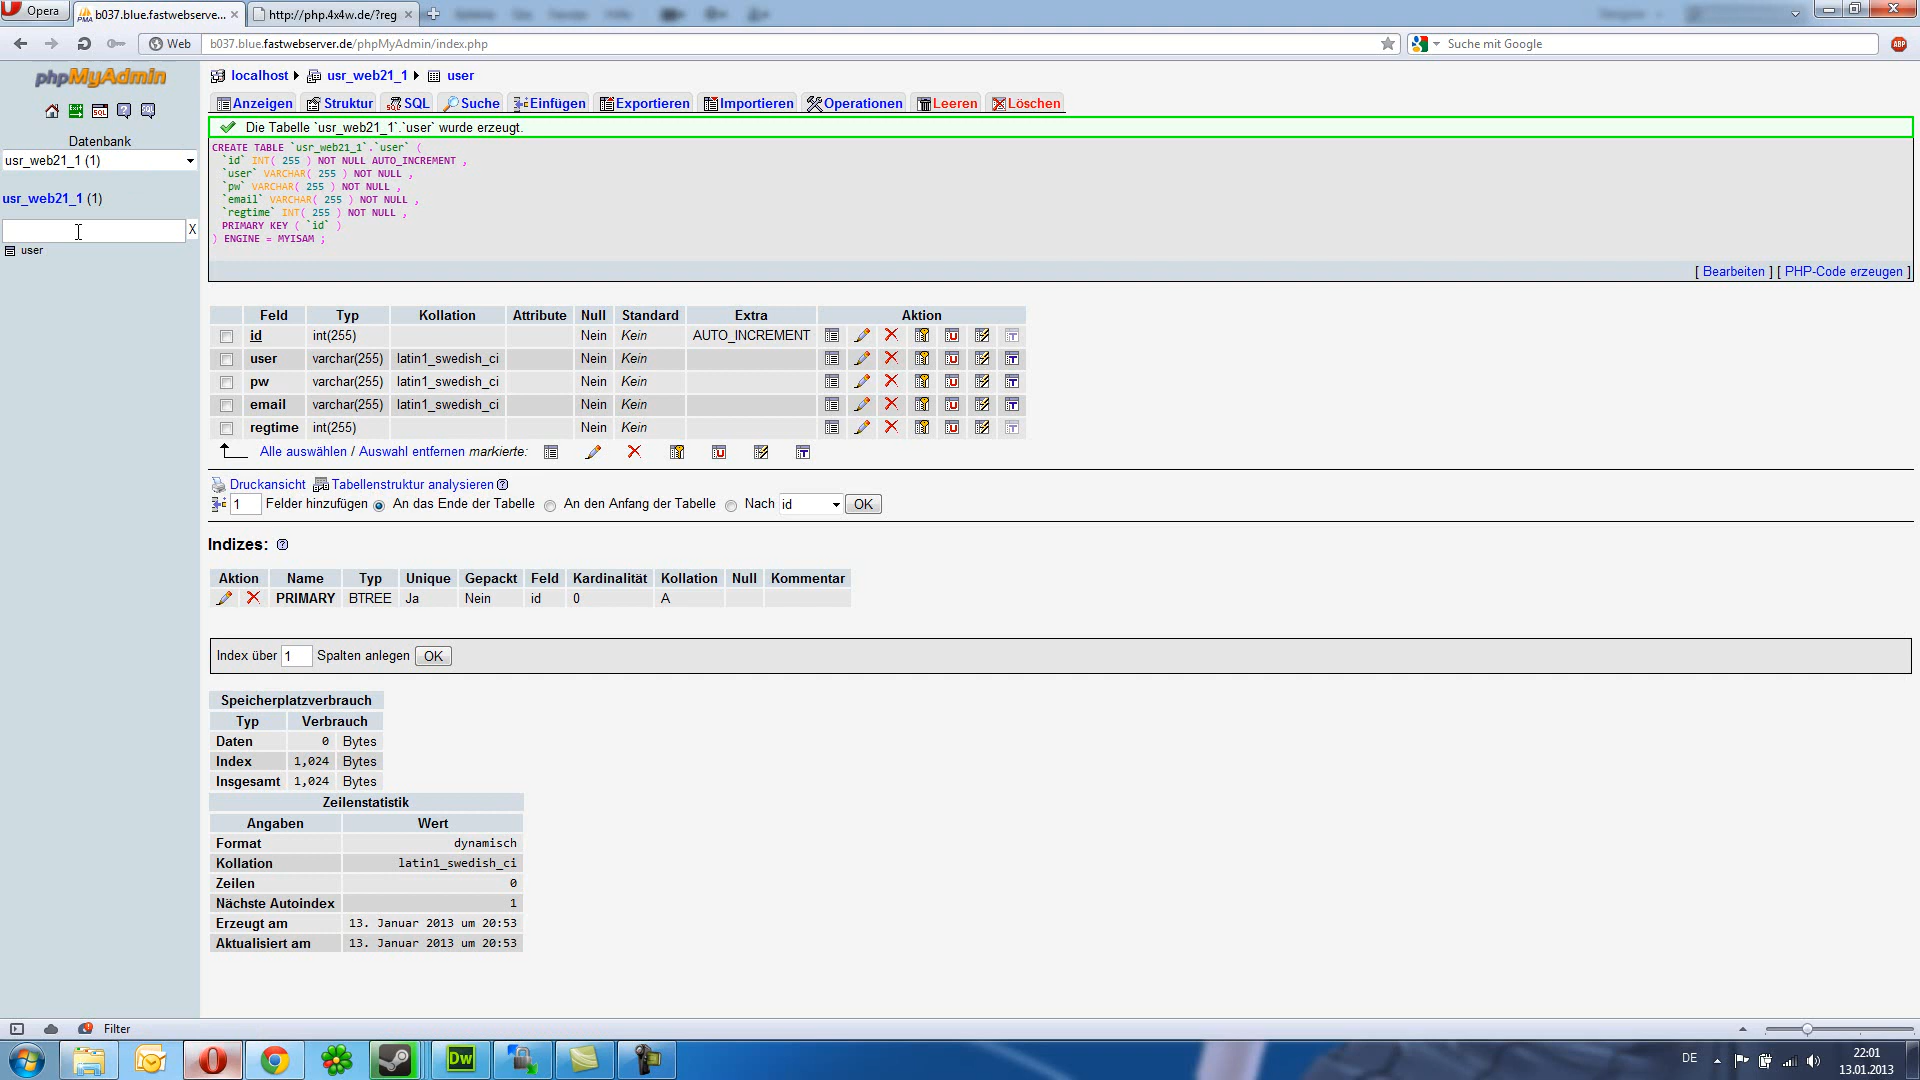 Opera
b037.blue.fastwebserve...
http://php.4x4w.de/?reg
Web
b037.blue.fastwebserver.de/phpMyAdmin/index.php
Suche mit Google
ABP
phpMyAdmin
Datenbank
usr_web21_1 (1)
usr_web21_1 (1)
X
user
localhost
usr_web21_1
user
Anzeigen
Struktur
SQL
Suche
Einfügen
Exportieren
Importieren
Operationen
Leeren
Löschen
Die Tabelle `usr_web21_1`.`user` wurde erzeugt.
CREATE TABLE `usr_web21_1`.`user` (
`id` INT( 255 ) NOT NULL AUTO_INCREMENT ,
`user` VARCHAR( 255 ) NOT NULL ,
`pw` VARCHAR( 255 ) NOT NULL ,
`email` VARCHAR( 255 ) NOT NULL ,
`regtime` INT( 255 ) NOT NULL ,
PRIMARY KEY ( `id` )
) ENGINE = MYISAM ;
[ Bearbeiten ] [ PHP-Code erzeugen ]
Feld Typ Kollation Attribute Null Standard Extra Aktion
id int(255) Nein Kein AUTO_INCREMENT
user varchar(255) latin1_swedish_ci Nein Kein
pw varchar(255) latin1_swedish_ci Nein Kein
email varchar(255) latin1_swedish_ci Nein Kein
regtime int(255) Nein Kein
Alle auswählen / Auswahl entfernen markierte:
Druckansicht Tabellenstruktur analysieren
1 Felder hinzufügen An das Ende der Tabelle An den Anfang der Tabelle Nach id OK
Indizes:
Aktion Name Typ Unique Gepackt Feld Kardinalität Kollation Null Kommentar
PRIMARY BTREE Ja Nein id 0 A
Index über 1 Spalten anlegen OK
Speicherplatzverbrauch
Typ Verbrauch
Daten 0 Bytes
Index 1,024 Bytes
Insgesamt 1,024 Bytes
Zeilenstatistik
Angaben Wert
Format dynamisch
Kollation latin1_swedish_ci
Zeilen 0
Nächste Autoindex 1
Erzeugt am 13. Januar 2013 um 20:53
Aktualisiert am 13. Januar 2013 um 20:53
Filter
Dw
DE
22:01
13.01.2013